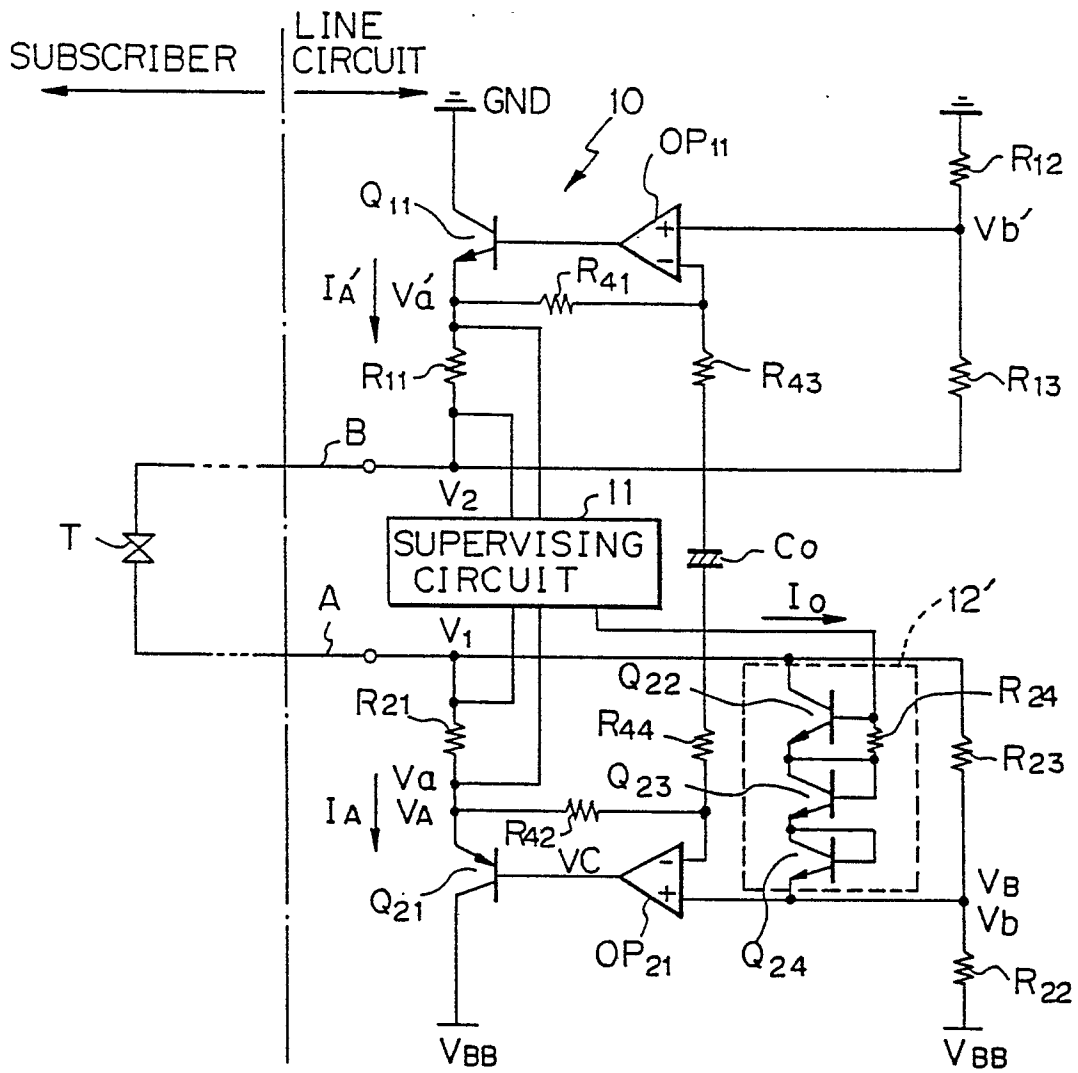 LINE
SUBSCRIBER
CIRCUIT
GND
10
OP11
R12
Q11
Vb′
+
−
IA′
Va′
R41
R11
R43
R13
B
V2
11
T
SUPERVISING
CIRCUIT
Co
Io
12′
A
V1
Q22
R24
R21
R44
R23
Q23
Va
IA
VA
R42
VC
−
+
VB
Q21
Vb
OP21
Q24
R22
VBB
VBB